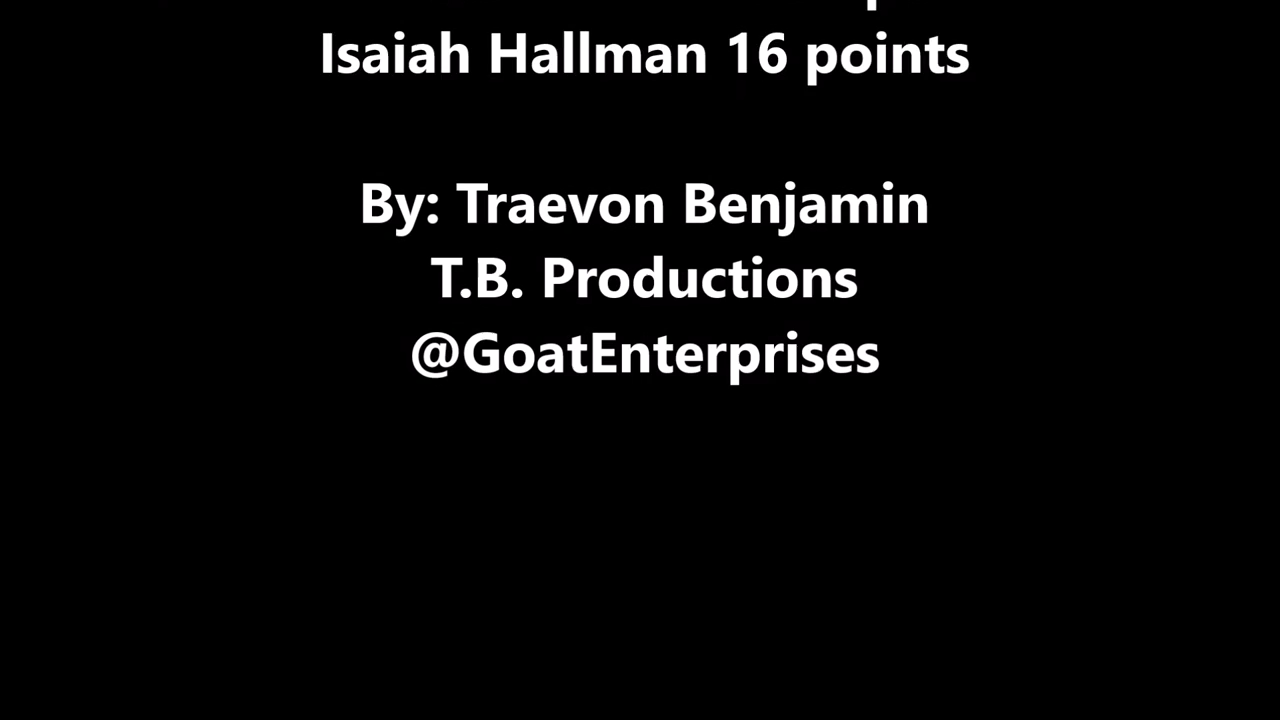 Isaiah Hallman 16 points
By: Traevon Benjamin
T.B. Productions
@GoatEnterprises